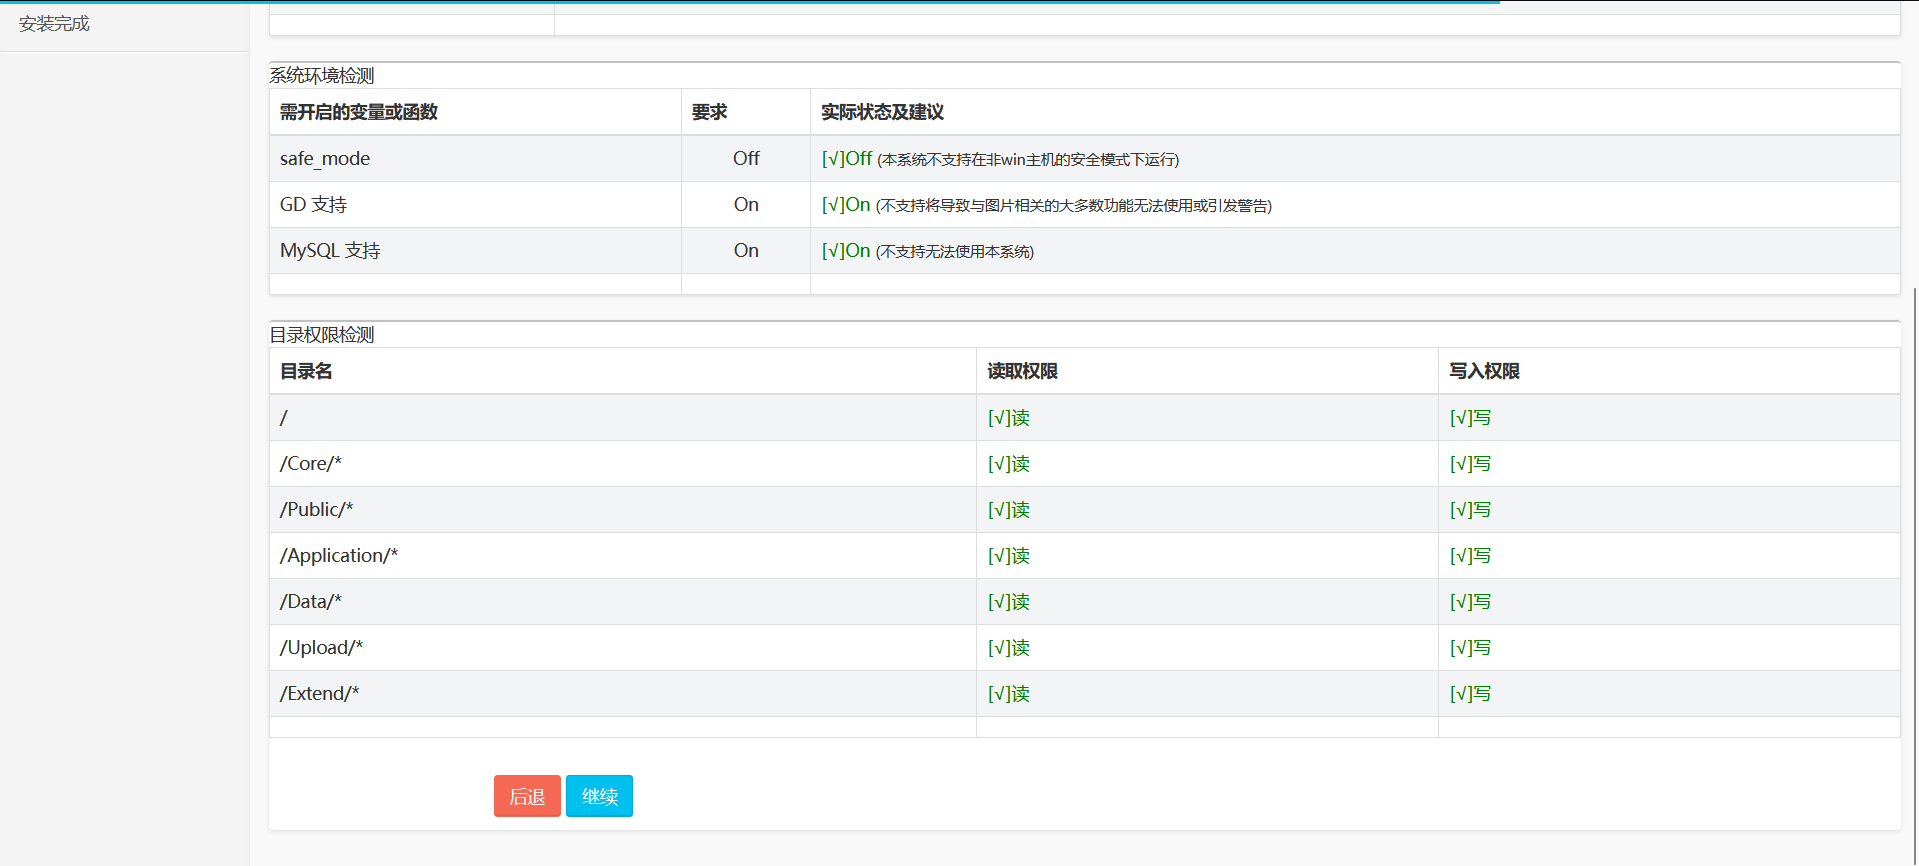 安装完成
系统环境检测
需开启的变量或函数 要求 实际状态及建议
safe_mode Off [√]Off (本系统不支持在非win主机的安全模式下运行)
GD 支持 On [√]On (不支持将导致与图片相关的大多数功能无法使用或引发警告)
MySQL 支持 On [√]On (不支持无法使用本系统)
目录权限检测
目录名 读取权限 写入权限
/ [√]读 [√]写
/Core/* [√]读 [√]写
/Public/* [√]读 [√]写
/Application/* [√]读 [√]写
/Data/* [√]读 [√]写
/Upload/* [√]读 [√]写
/Extend/* [√]读 [√]写
后退 继续